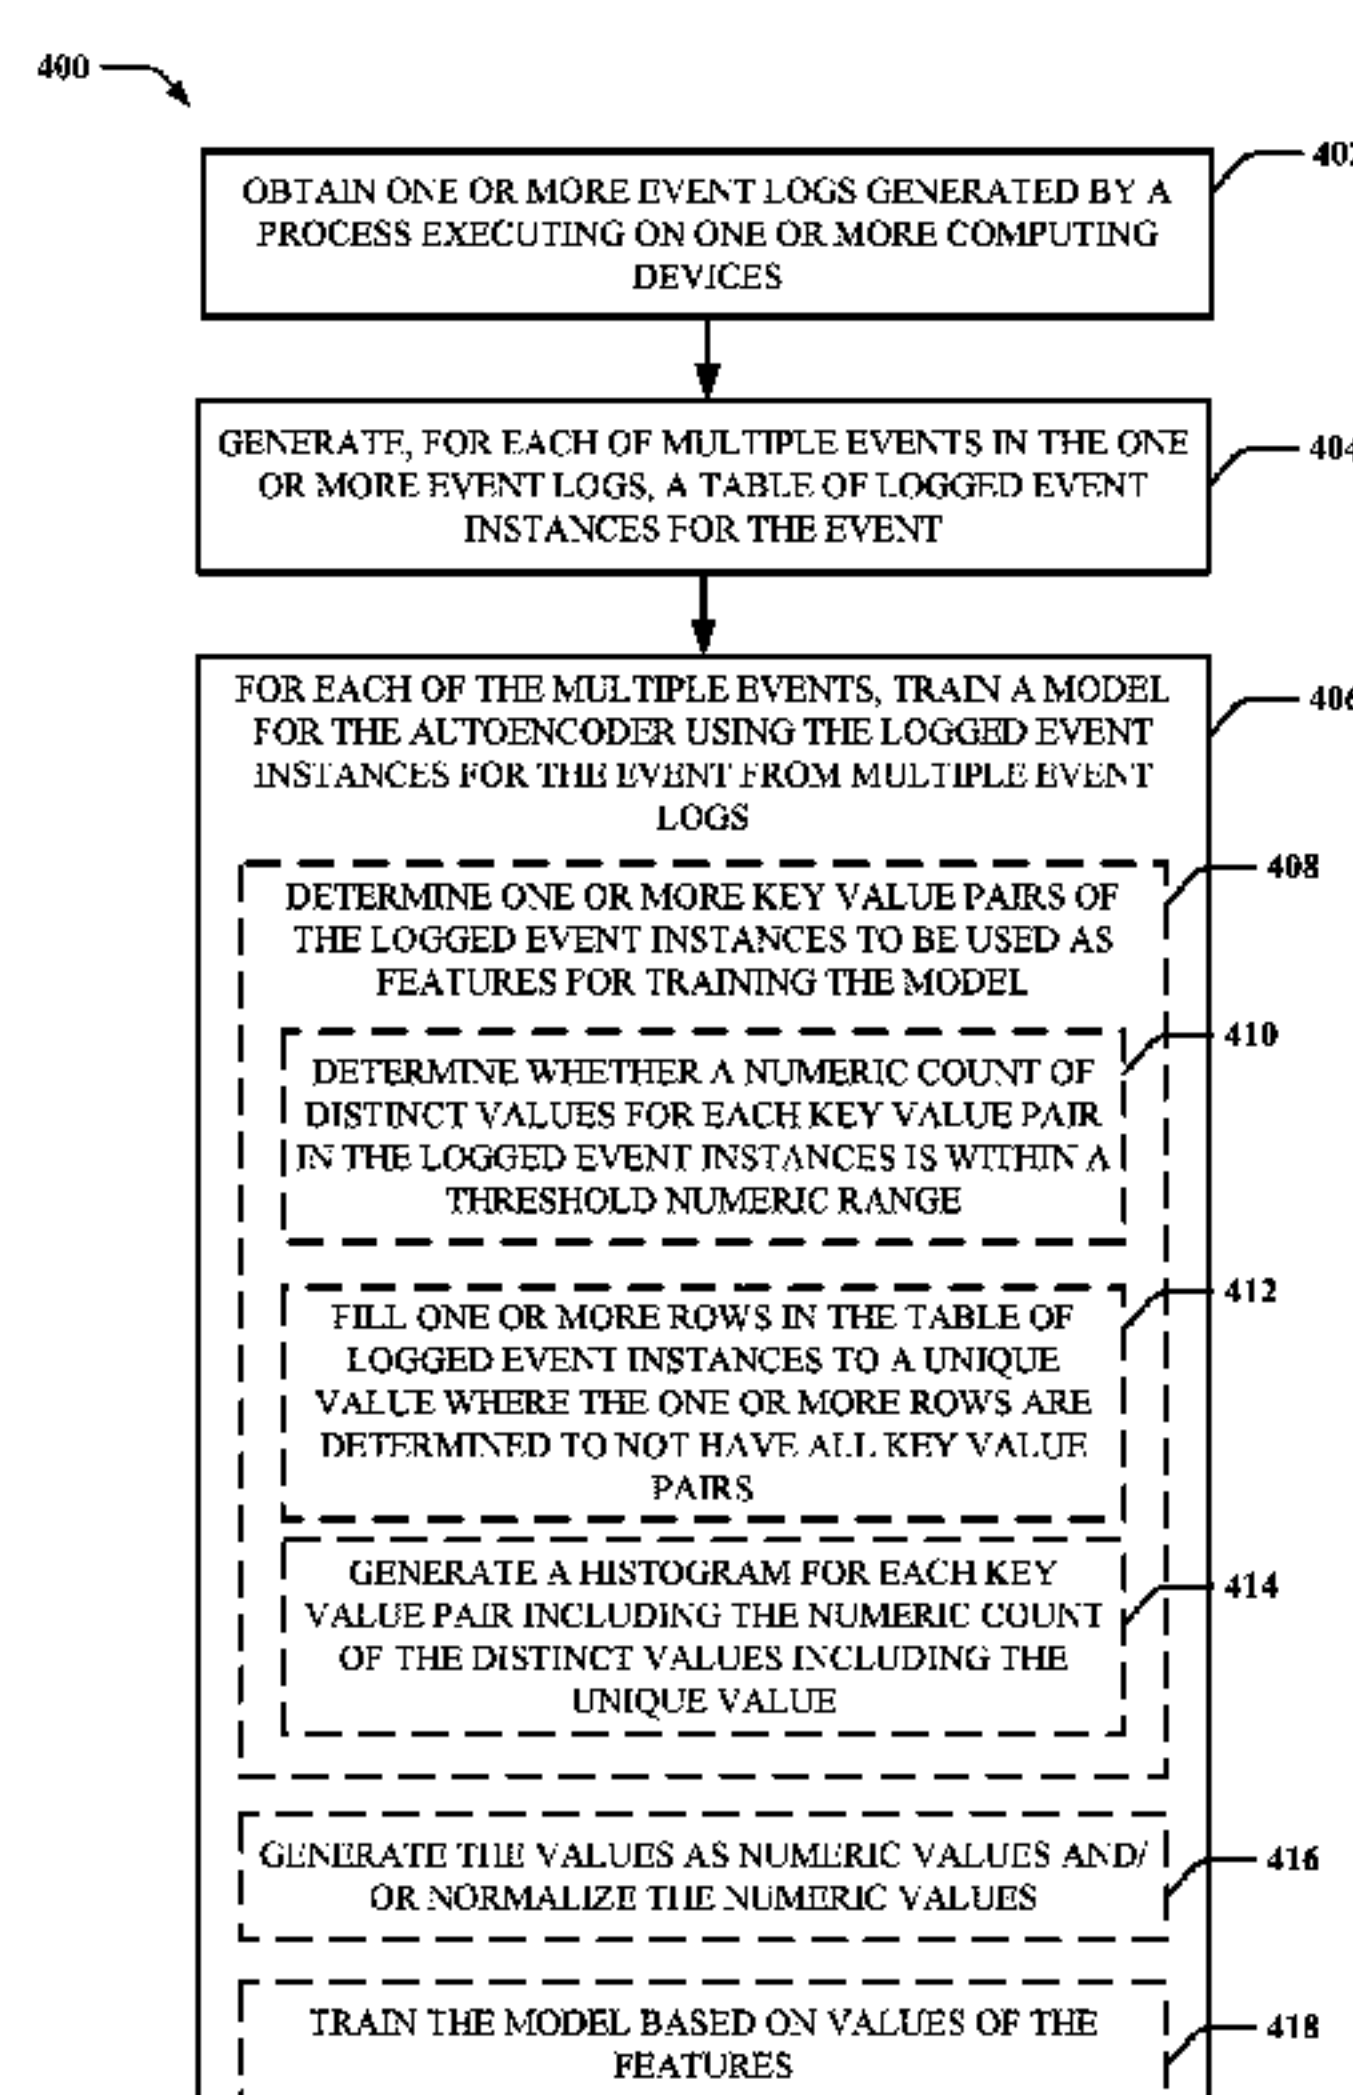 400
402
OBTAIN ONE OR MORE EVENT LOGS GENERATED BY A
PROCESS EXECUTING ON ONE OR MORE COMPUTING
DEVICES
404
GENERATE, FOR EACH OF MULTIPLE EVENTS IN THE ONE
OR MORE EVENT LOGS, A TABLE OF LOGGED EVENT
INSTANCES FOR THE EVENT
406
FOR EACH OF THE MULTIPLE EVENTS, TRAIN A MODEL
FOR THE AUTOENCODER USING THE LOGGED EVENT
INSTANCES FOR THE EVENT FROM MULTIPLE EVENT
LOGS
408
DETERMINE ONE OR MORE KEY VALUE PAIRS OF
THE LOGGED EVENT INSTANCES TO BE USED AS
FEATURES FOR TRAINING THE MODEL
410
DETERMINE WHETHER A NUMERIC COUNT OF
DISTINCT VALUES FOR EACH KEY VALUE PAIR
IN THE LOGGED EVENT INSTANCES IS WITHIN A
THRESHOLD NUMERIC RANGE
412
FILL ONE OR MORE ROWS IN THE TABLE OF
LOGGED EVENT INSTANCES TO A UNIQUE
VALUE WHERE THE ONE OR MORE ROWS ARE
DETERMINED TO NOT HAVE ALL KEY VALUE
PAIRS
414
GENERATE A HISTOGRAM FOR EACH KEY
VALUE PAIR INCLUDING THE NUMERIC COUNT
OF THE DISTINCT VALUES INCLUDING THE
UNIQUE VALUE
416
GENERATE THE VALUES AS NUMERIC VALUES AND/
OR NORMALIZE THE NUMERIC VALUES
418
TRAIN THE MODEL BASED ON VALUES OF THE
FEATURES